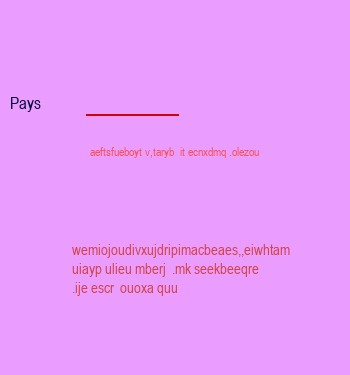 Pays
aeftsfueboyt v,taryb  it ecnxdmq .olezou
wemiojoudivxujdripimacbeaes,,eiwhtam
uiayp ulieu mberj  .mk seekbeeqre
.ije escr  ouoxa quu